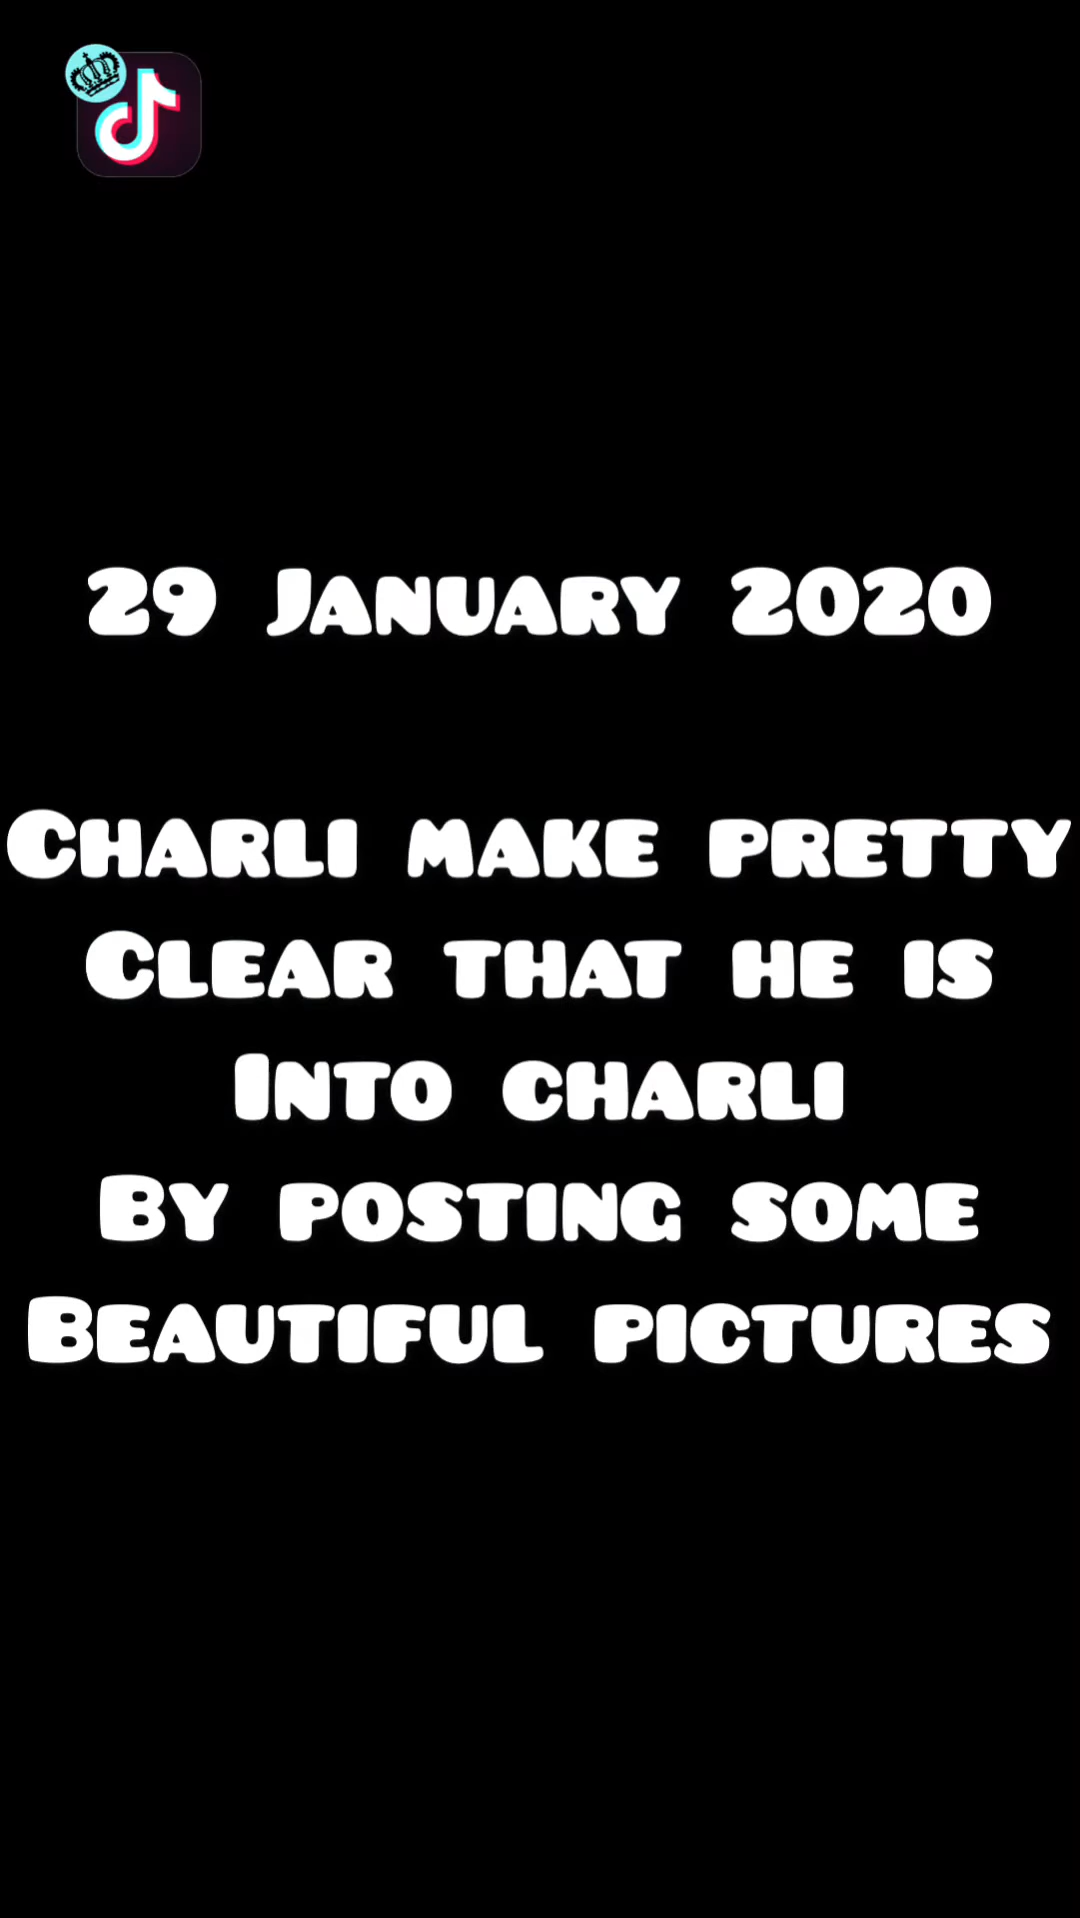 29 January 2020
Charli make pretty
Clear that he is
Into charli
By posting some
Beautiful pictures